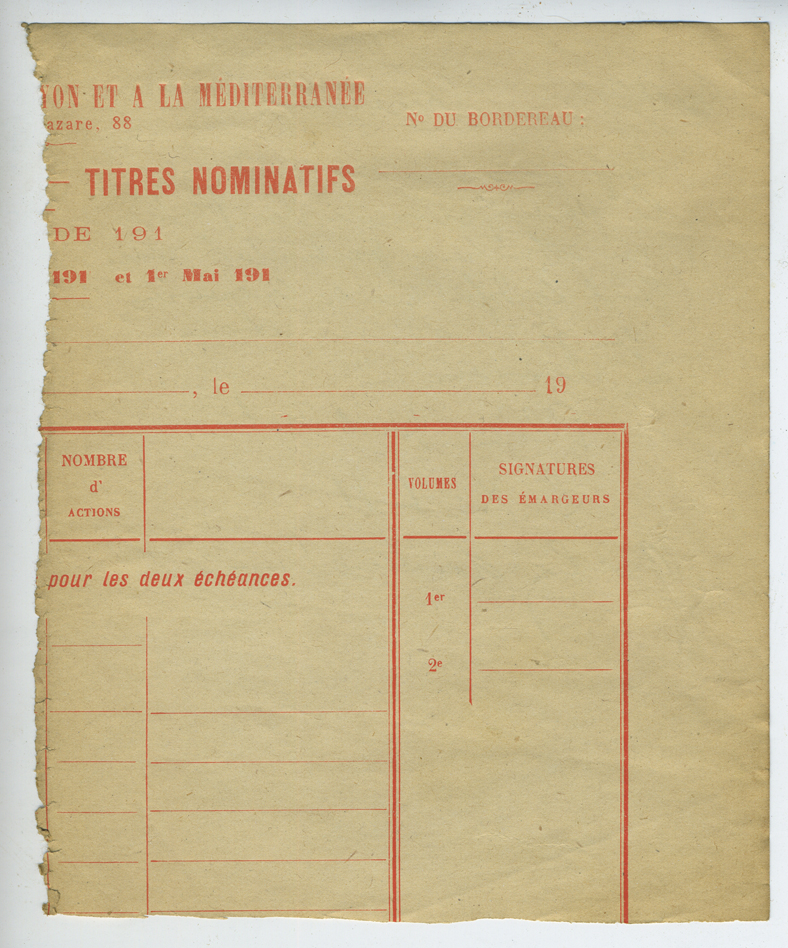 YON ET A LA MÉDITERRANÉE
azare, 88
Nº DU BORDEREAU :
— TITRES NOMINATIFS
DE 191
191 et 1er Mai 191
, le 19
NOMBRE
d'
ACTIONS
VOLUMES
SIGNATURES
DES ÉMARGEURS
pour les deux échéances.
1er
2e